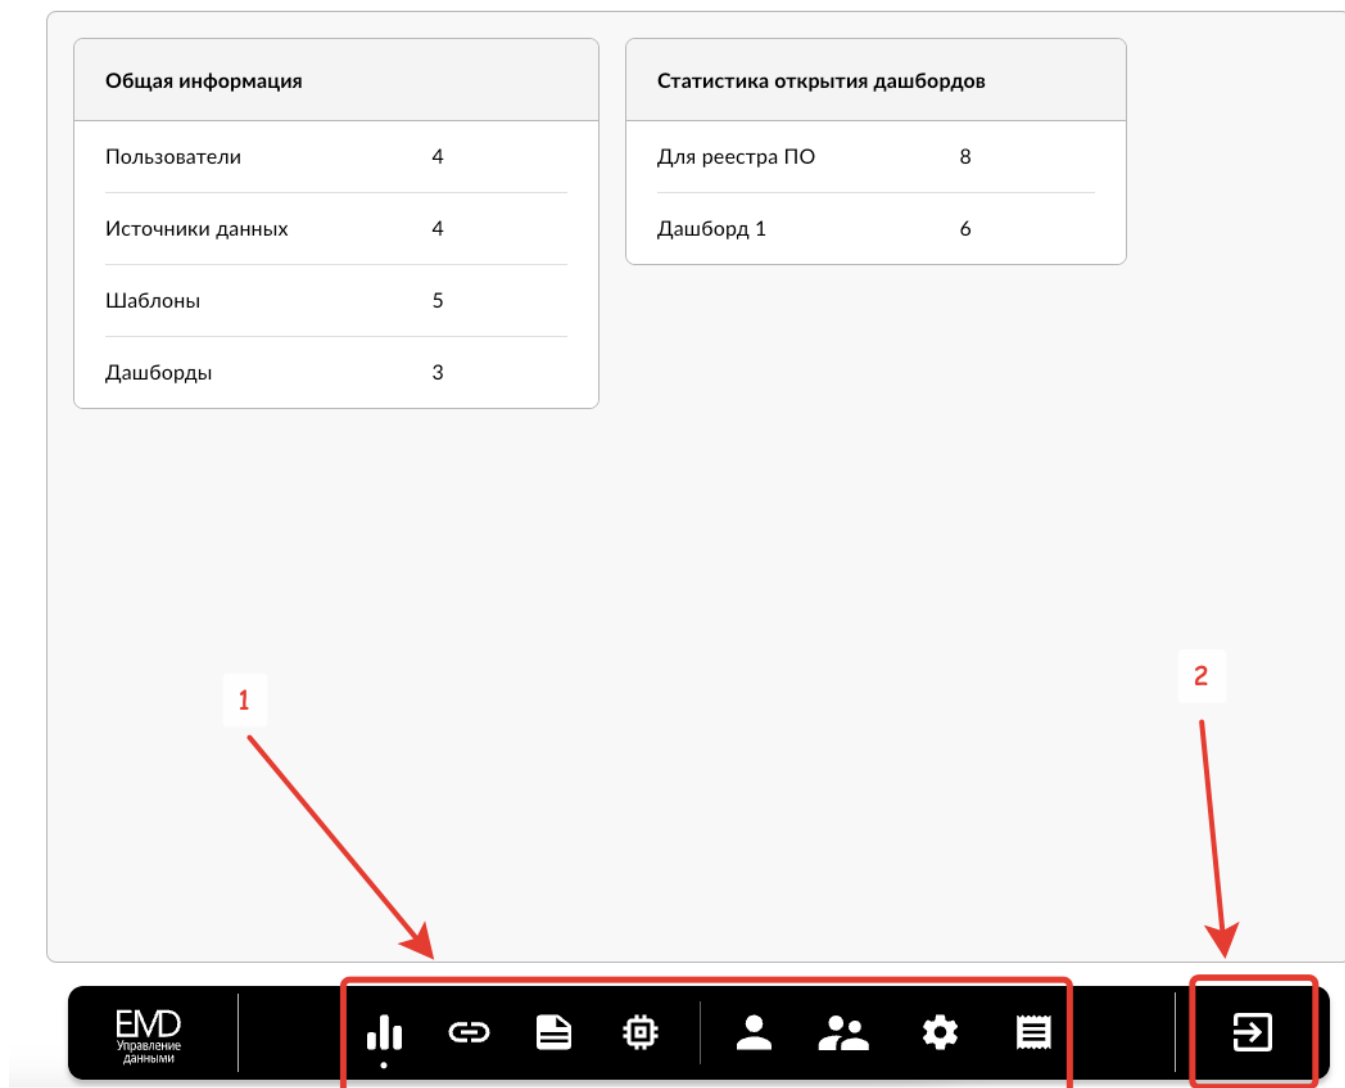 Общая информация
Пользователи 4
Источники данных 4
Шаблоны 5
Дашборды 3
Статистика открытия дашбордов
Для реестра ПО 8
Дашборд 1 6
1
2
EMD
Управление
данными